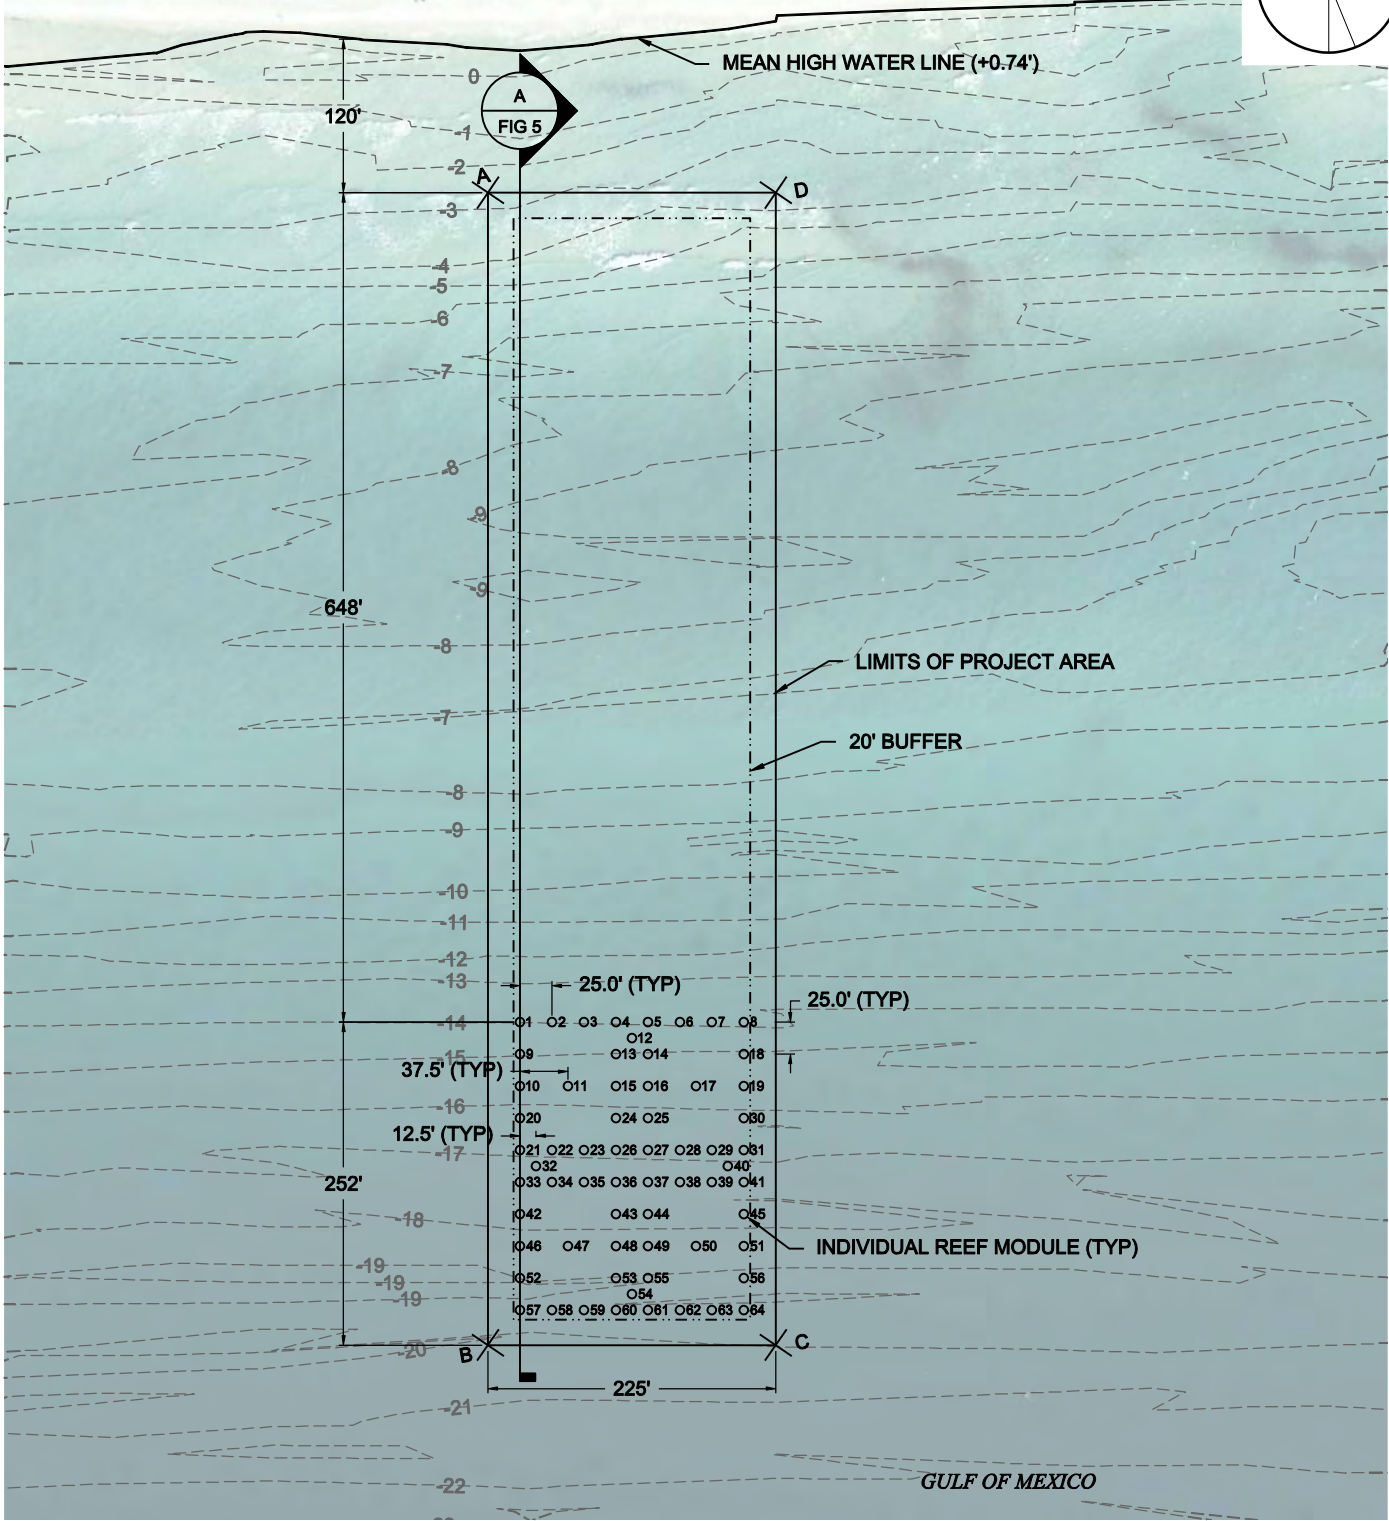 MEAN HIGH WATER LINE (+0.74')
0
A
FIG 5
120'
-1
-2
A
D
-3
-4
-5
-6
-7
-8
-9
-9
648'
-8
LIMITS OF PROJECT AREA
-7
20' BUFFER
-8
-9
-10
-11
-12
-13
25.0' (TYP)
25.0' (TYP)
-14
1 2 3 4 5 6 7 8
12
-15
9 13 14 18
37.5' (TYP)
10 11 15 16 17 19
-16
20 24 25 30
12.5' (TYP)
-17
21 22 23 26 27 28 29 31
32 40
252'
33 34 35 36 37 38 39 41
-18
42 43 44 45
46 47 48 49 50 51
INDIVIDUAL REEF MODULE (TYP)
-19
-19
52 53 55 56
-19
54
57 58 59 60 61 62 63 64
B
-20
C
225'
-21
-22
GULF OF MEXICO